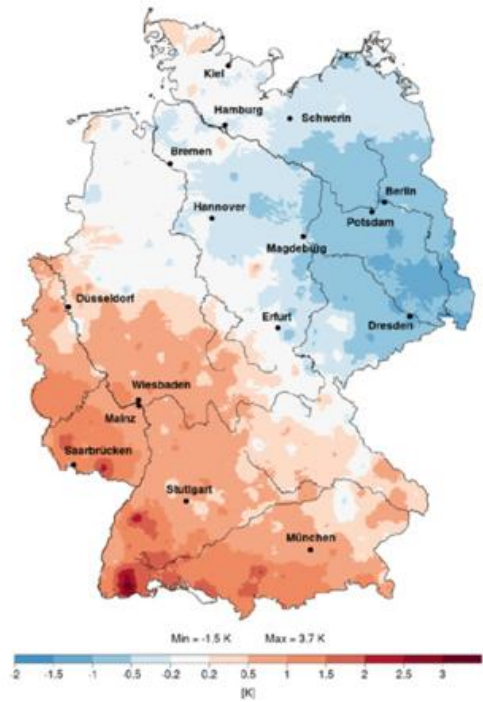 Kiel
Hamburg
Schwerin
Bremen
Berlin
Hannover
Potsdam
Magdeburg
Düsseldorf
Erfurt
Dresden
Wiesbaden
Mainz
Saarbrücken
Stuttgart
München
Min = -1.5 K Max = 3.7 K
-2 -1.5 -1 -0.5 -0.2 0.2 0.5 1 1.5 2 2.5 3
[K]